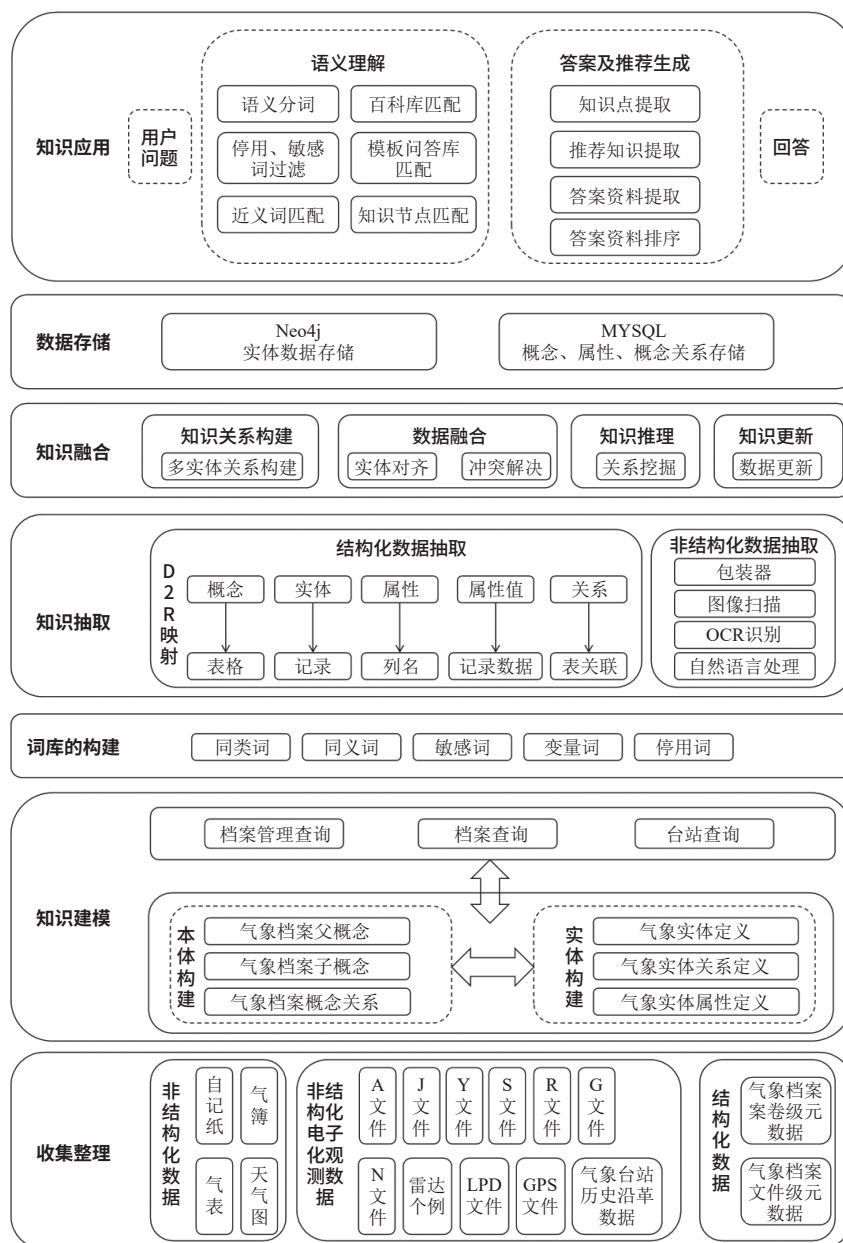 知识应用
用户
问题
语义理解
语义分词
百科库匹配
停用、敏感
词过滤
模板问答库
匹配
近义词匹配
知识节点匹配
答案及推荐生成
知识点提取
推荐知识提取
答案资料提取
答案资料排序
回答
数据存储
Neo4j
实体数据存储
MYSQL
概念、属性、概念关系存储
知识融合
知识关系构建
多实体关系构建
数据融合
实体对齐
冲突解决
知识推理
关系挖掘
知识更新
数据更新
知识抽取
结构化数据抽取
D2R映射
概念
实体
属性
属性值
关系
表格
记录
列名
记录数据
表关联
非结构化数据抽取
包装器
图像扫描
OCR识别
自然语言处理
词库的构建
同类词
同义词
敏感词
变量词
停用词
知识建模
档案管理查询
档案查询
台站查询
本体构建
气象档案父概念
气象档案子概念
气象档案概念关系
实体构建
气象实体定义
气象实体关系定义
气象实体属性定义
收集整理
非结构化数据
自记纸
气簿
气表
天气图
非构电化测
结化子观数据
A文件
J文件
Y文件
S文件
R文件
G文件
N文件
雷达
个例
LPD
文件
GPS
文件
气象台站
历史沿革
数据
结构化数据
气象档案
案卷级元
数据
气象档案
文件级元
数据